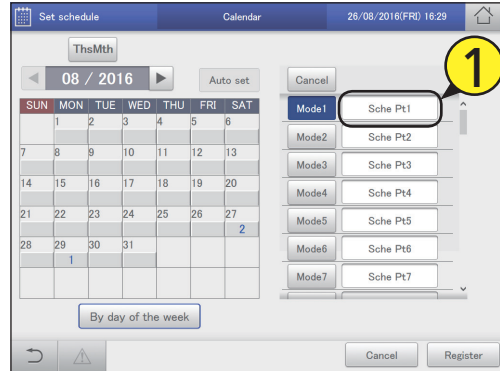 Set schedule Calendar 26/08/2016(FRI) 16:29
ThsMth
08 / 2016 Auto set Cancel
1
SUN MON TUE WED THU FRI SAT
1 2 3 4 5 6
7 8 9 10 11 12 13
14 15 16 17 18 19 20
21 22 23 24 25 26 27
2
28 29 30 31
1
Mode1 Sche Pt1
Mode2 Sche Pt2
Mode3 Sche Pt3
Mode4 Sche Pt4
Mode5 Sche Pt5
Mode6 Sche Pt6
Mode7 Sche Pt7
By day of the week
Cancel Register